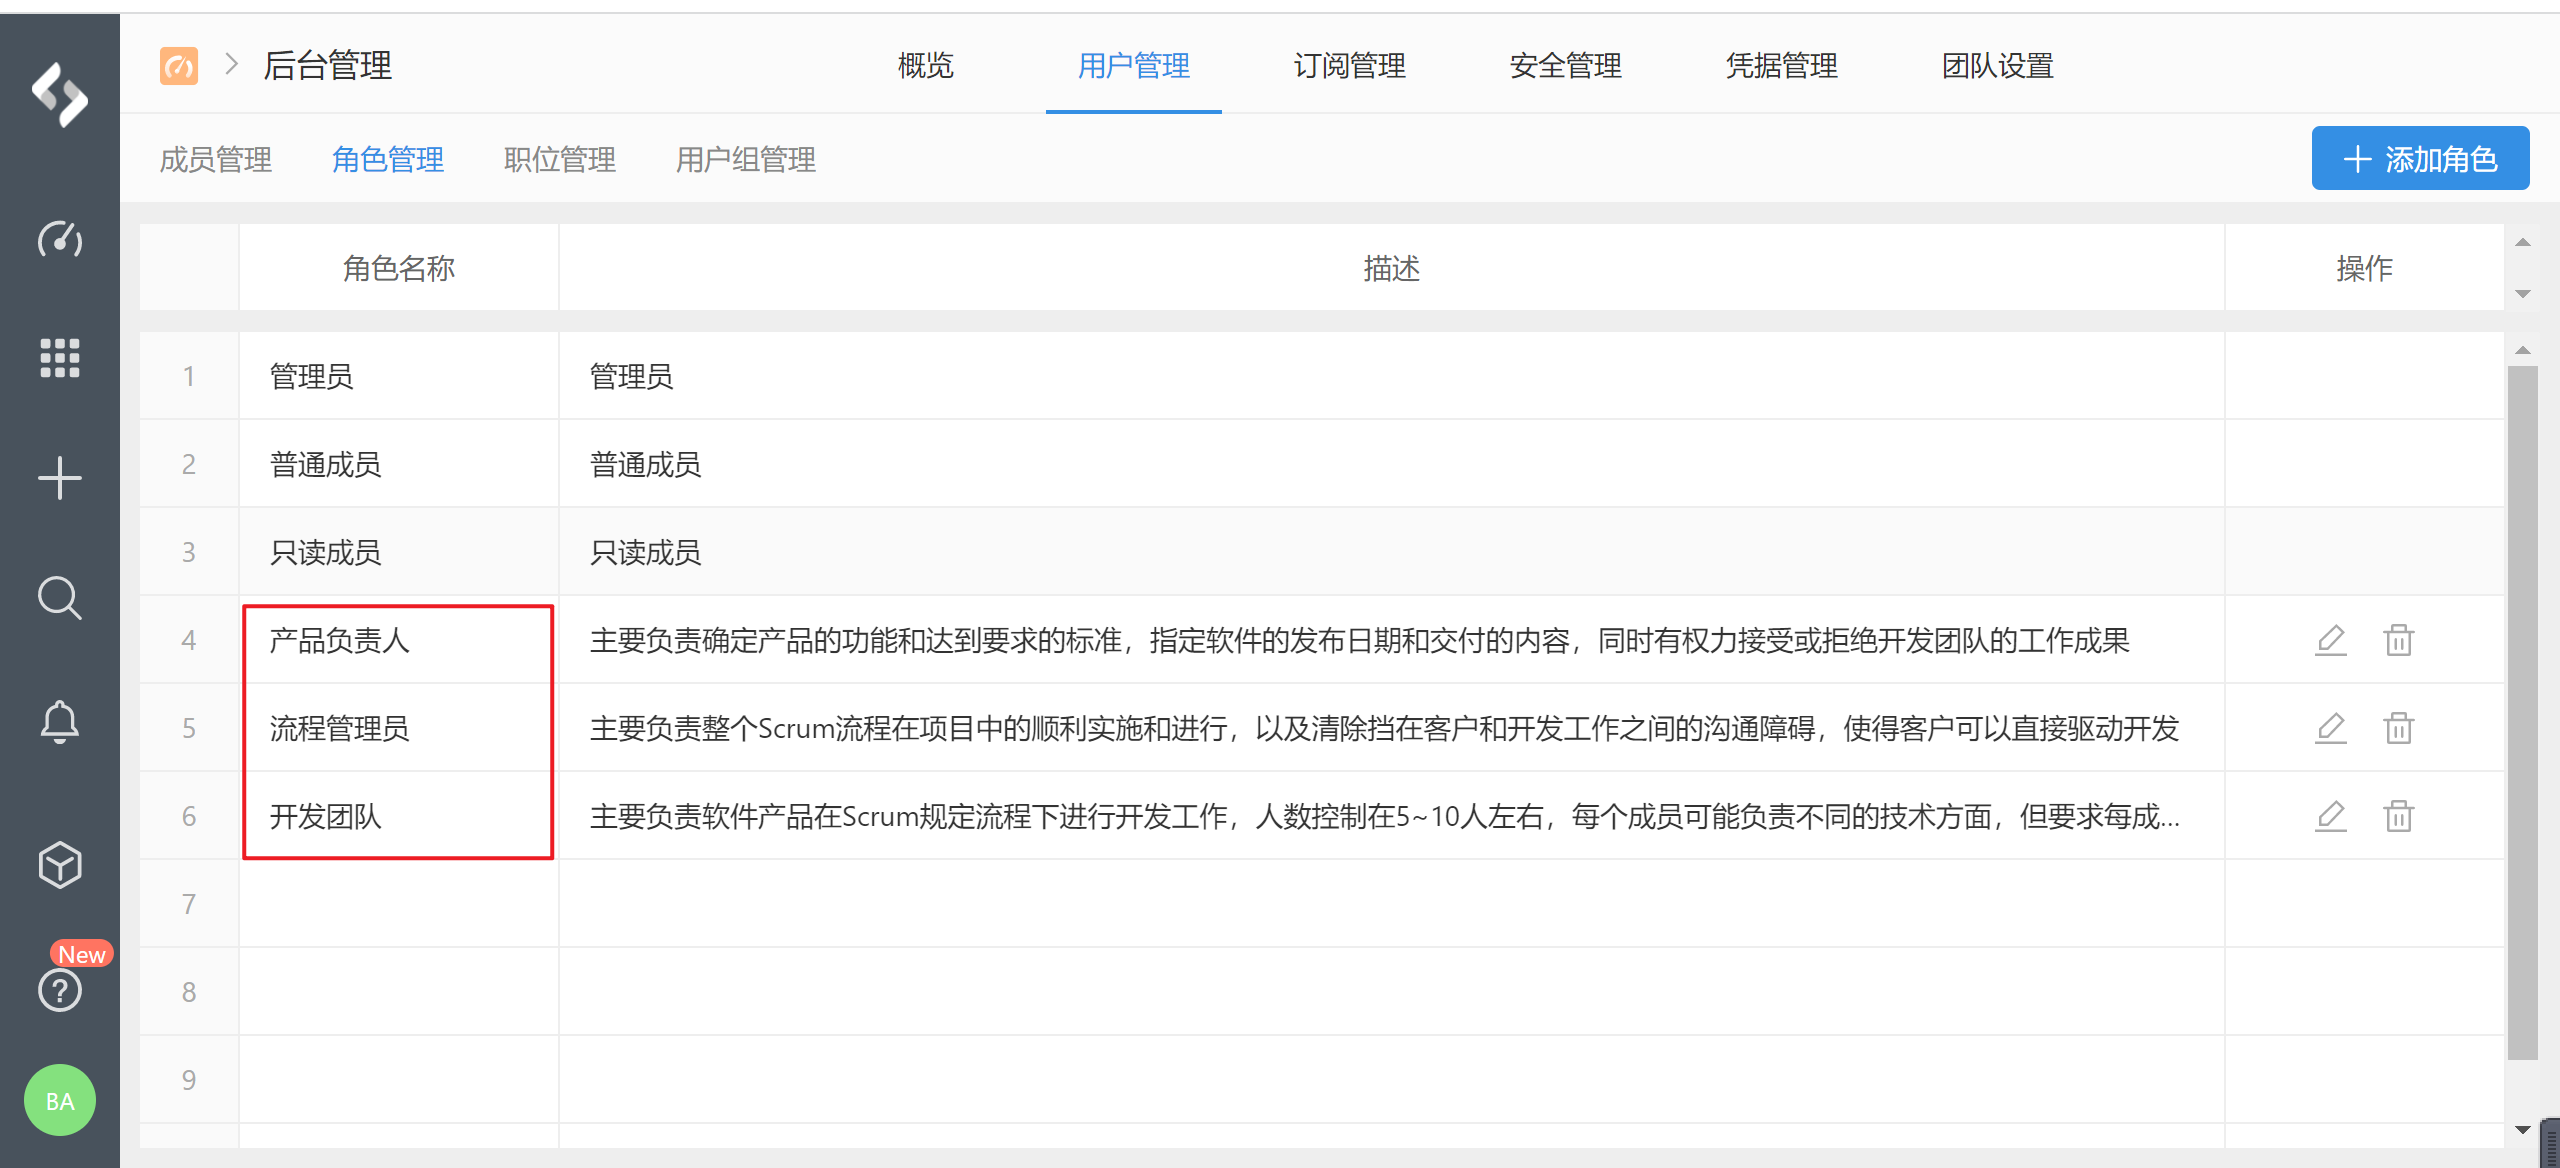 后台管理
概览 用户管理 订阅管理 安全管理 凭据管理 团队设置
成员管理 角色管理 职位管理 用户组管理
添加角色
角色名称 描述 操作
1 管理员 管理员
2 普通成员 普通成员
3 只读成员 只读成员
4 产品负责人 主要负责确定产品的功能和达到要求的标准，指定软件的发布日期和交付的内容，同时有权力接受或拒绝开发团队的工作成果
5 流程管理员 主要负责整个Scrum流程在项目中的顺利实施和进行，以及清除挡在客户和开发工作之间的沟通障碍，使得客户可以直接驱动开发
6 开发团队 主要负责软件产品在Scrum规定流程下进行开发工作，人数控制在5~10人左右，每个成员可能负责不同的技术方面，但要求每成...
7
8
9
New
BA